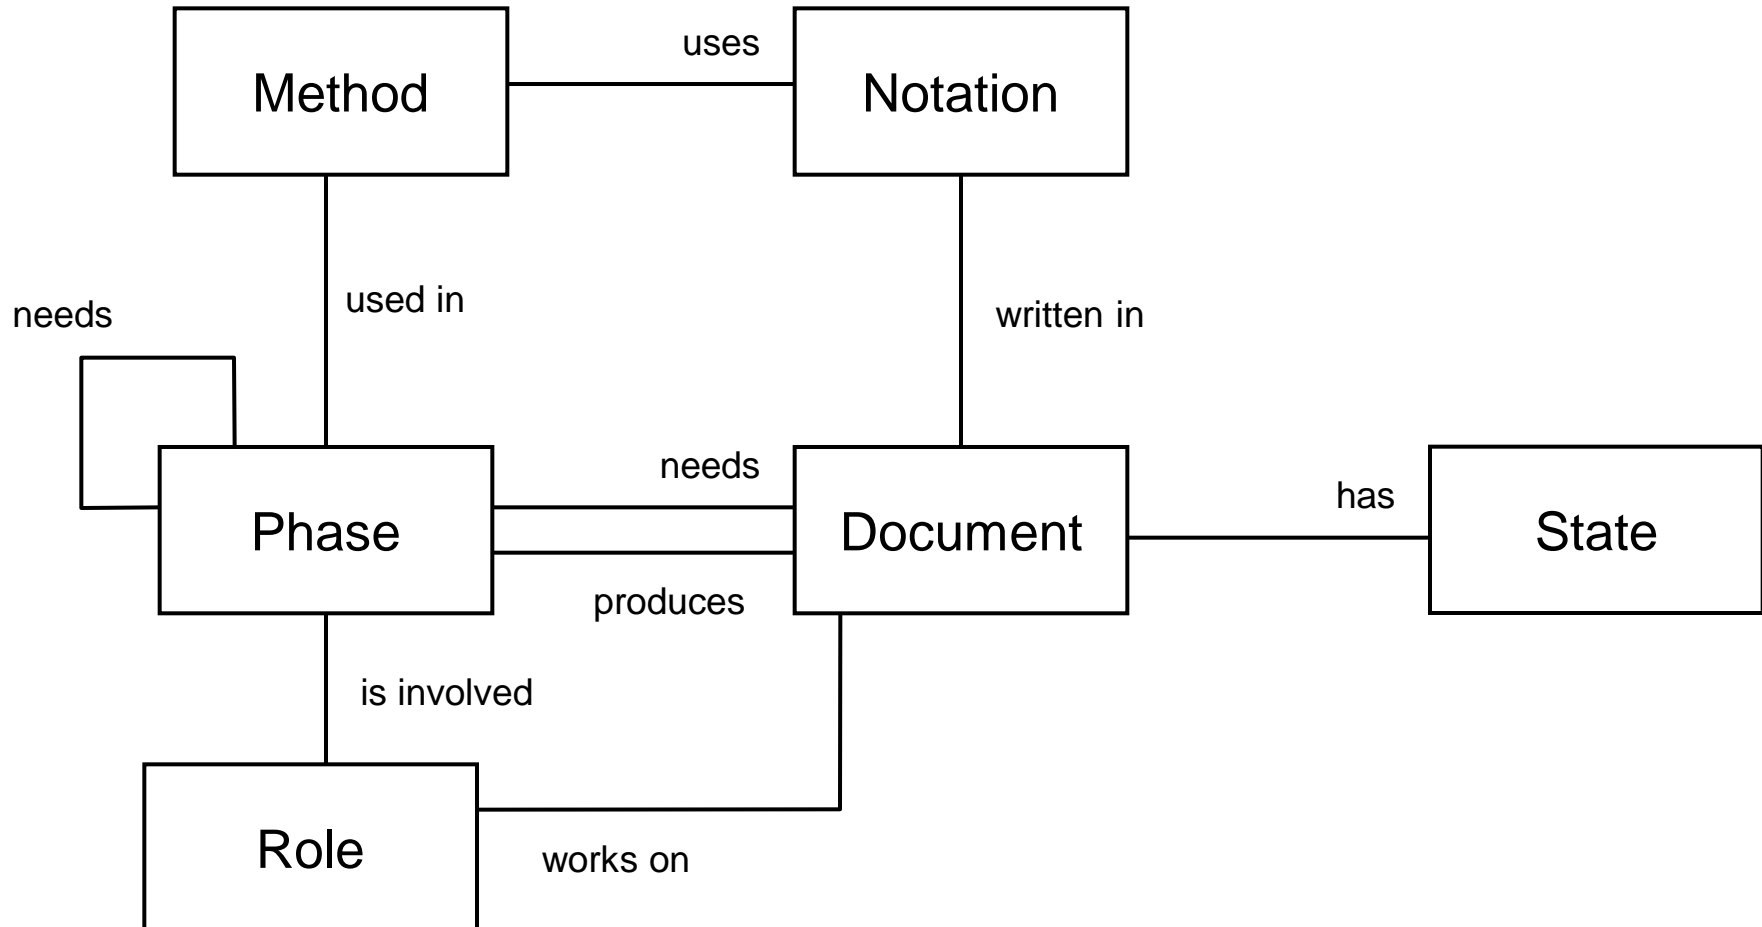 uses
Method
Notation
used in
needs
written in
needs
has
Phase
Document
State
produces
is involved
Role
works on